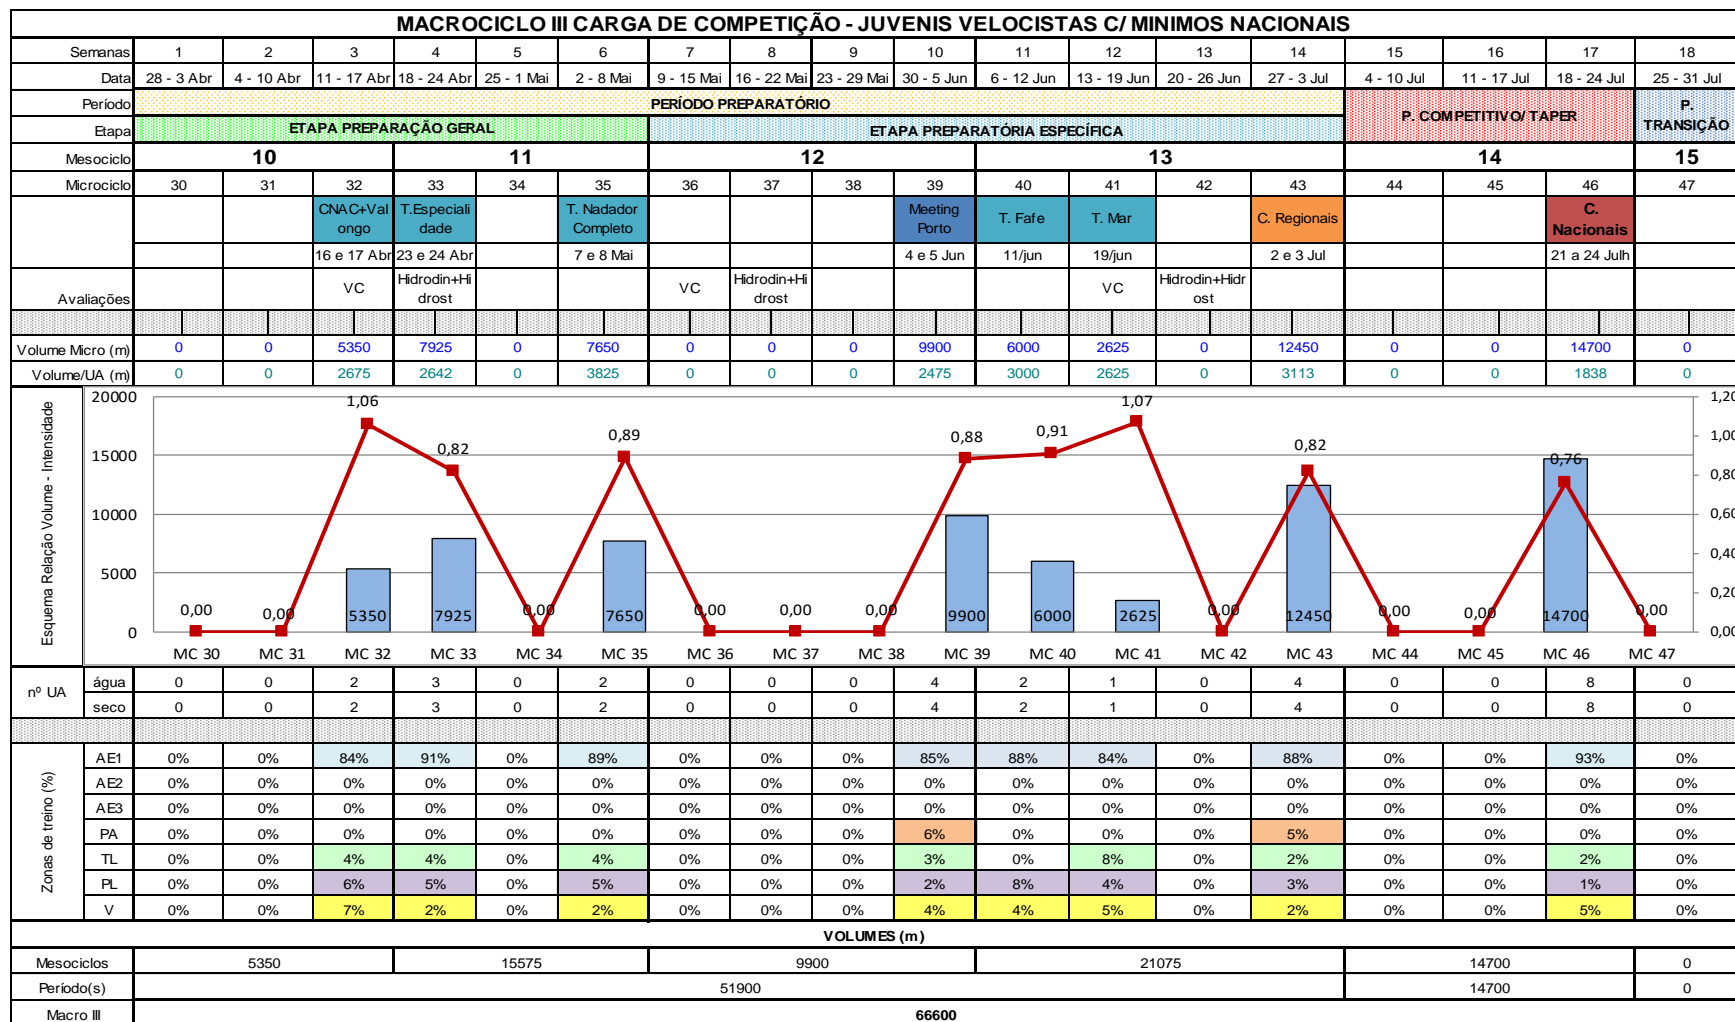 MACROCICLO III CARGA DE COMPETIÇÃO - JUVENIS VELOCISTAS C/ MINIMOS NACIONAIS
Semanas 1 2 3 4 5 6 7 8 9 10 11 12 13 14 15 16 17 18
Data 28 - 3 Abr 4 - 10 Abr 11 - 17 Abr 18 - 24 Abr 25 - 1 Mai 2 - 8 Mai 9 - 15 Mai 16 - 22 Mai 23 - 29 Mai 30 - 5 Jun 6 - 12 Jun 13 - 19 Jun 20 - 26 Jun 27 - 3 Jul 4 - 10 Jul 11 - 17 Jul 18 - 24 Jul 25 - 31 Jul
Período PERÍODO PREPARATÓRIO P. COMPETITIVO/ TAPER P. TRANSIÇÃO
Etapa ETAPA PREPARAÇÃO GERAL ETAPA PREPARATÓRIA ESPECÍFICA
Mesociclo 10 11 12 13 14 15
Microciclo 30 31 32 33 34 35 36 37 38 39 40 41 42 43 44 45 46 47
CNAC+Val ongo T.Especiali dade T. Nadador Completo Meeting Porto T. Fafe T. Mar C. Regionais C. Nacionais
16 e 17 Abr 23 e 24 Abr 7 e 8 Mai 4 e 5 Jun 11/jun 19/jun 2 e 3 Jul 21 a 24 Julh
Avaliações VC Hidrodin+Hi drost VC Hidrodin+Hi drost VC Hidrodin+Hidr ost
Volume Micro (m) 0 0 5350 7925 0 7650 0 0 0 9900 6000 2625 0 12450 0 0 14700 0
Volume/UA (m) 0 0 2675 2642 0 3825 0 0 0 2475 3000 2625 0 3113 0 0 1838 0
Esquema Relação Volume - Intensidade
20000 15000 10000 5000 0
0,00 0,00 1,06 0,82 0,00 0,89 0,00 0,00 0,00 0,88 0,91 1,07 0,00 0,82 0,00 0,00 0,76 0,00
5350 7925 7650 9900 6000 2625 12450 14700
1,20 1,00 0,80 0,60 0,40 0,20 0,00
MC 30 MC 31 MC 32 MC 33 MC 34 MC 35 MC 36 MC 37 MC 38 MC 39 MC 40 MC 41 MC 42 MC 43 MC 44 MC 45 MC 46 MC 47
nº UA
água 0 0 2 3 0 2 0 0 0 4 2 1 0 4 0 0 8 0
seco 0 0 2 3 0 2 0 0 0 4 2 1 0 4 0 0 8 0
Zonas de treino (%)
AE1 0% 0% 84% 91% 0% 89% 0% 0% 0% 85% 88% 84% 0% 88% 0% 0% 93% 0%
AE2 0% 0% 0% 0% 0% 0% 0% 0% 0% 0% 0% 0% 0% 0% 0% 0% 0% 0%
AE3 0% 0% 0% 0% 0% 0% 0% 0% 0% 0% 0% 0% 0% 0% 0% 0% 0% 0%
PA 0% 0% 0% 0% 0% 0% 0% 0% 0% 6% 0% 0% 0% 5% 0% 0% 0% 0%
TL 0% 0% 4% 4% 0% 4% 0% 0% 0% 3% 0% 8% 0% 2% 0% 0% 2% 0%
PL 0% 0% 6% 5% 0% 5% 0% 0% 0% 2% 8% 4% 0% 3% 0% 0% 1% 0%
V 0% 0% 7% 2% 0% 2% 0% 0% 0% 4% 4% 5% 0% 2% 0% 0% 5% 0%
VOLUMES (m)
Mesociclos 5350 15575 9900 21075 14700 0
Período(s) 51900 14700 0
Macro III 66600